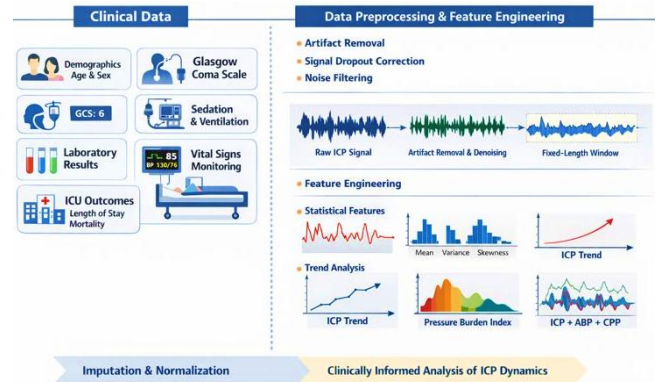 Clinical Data
Demographics
Age & Sex
Glasgow
Coma Scale
GCS: 6
Sedation
& Ventilation
Laboratory
Results
85
BP 130/76
Vital Signs
Monitoring
ICU Outcomes
Length of Stay
Mortality
Data Preprocessing & Feature Engineering
Artifact Removal
Signal Dropout Correction
Noise Filtering
Raw ICP Signal
Artifact Removal & Denoising
Fixed-Length Window
Feature Engineering
Statistical Features
Mean Variance Skewness
ICP Trend
Trend Analysis
ICP Trend
Pressure Burden Index
ICP + ABP + CPP
Imputation & Normalization
Clinically Informed Analysis of ICP Dynamics